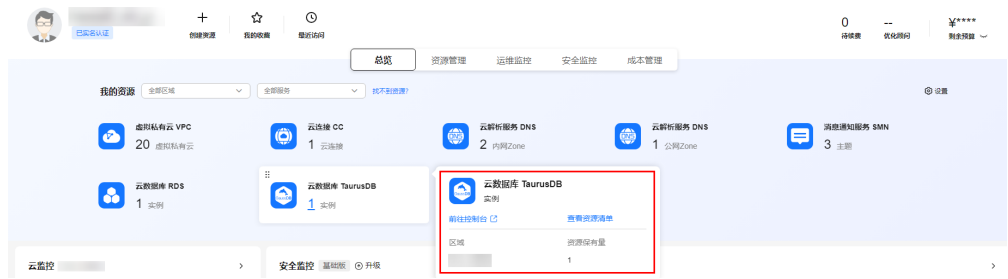 已实名认证
创建资源
我的收藏
最近访问
0
待续费
--
优化顾问
¥****
剩余预算
总览
资源管理
运维监控
安全监控
成本管理
我的资源
全部区域
全部服务
找不到资源?
设置
虚拟私有云 VPC
20 虚拟私有云
云连接 CC
1 云连接
云解析服务 DNS
2 内网Zone
云解析服务 DNS
1 公网Zone
消息通知服务 SMN
3 主题
云数据库 RDS
1 实例
云数据库 TaurusDB
1 实例
云数据库 TaurusDB
实例
前往控制台
查看资源清单
区域
资源保有量
1
云监控
安全监控
基础版
升级